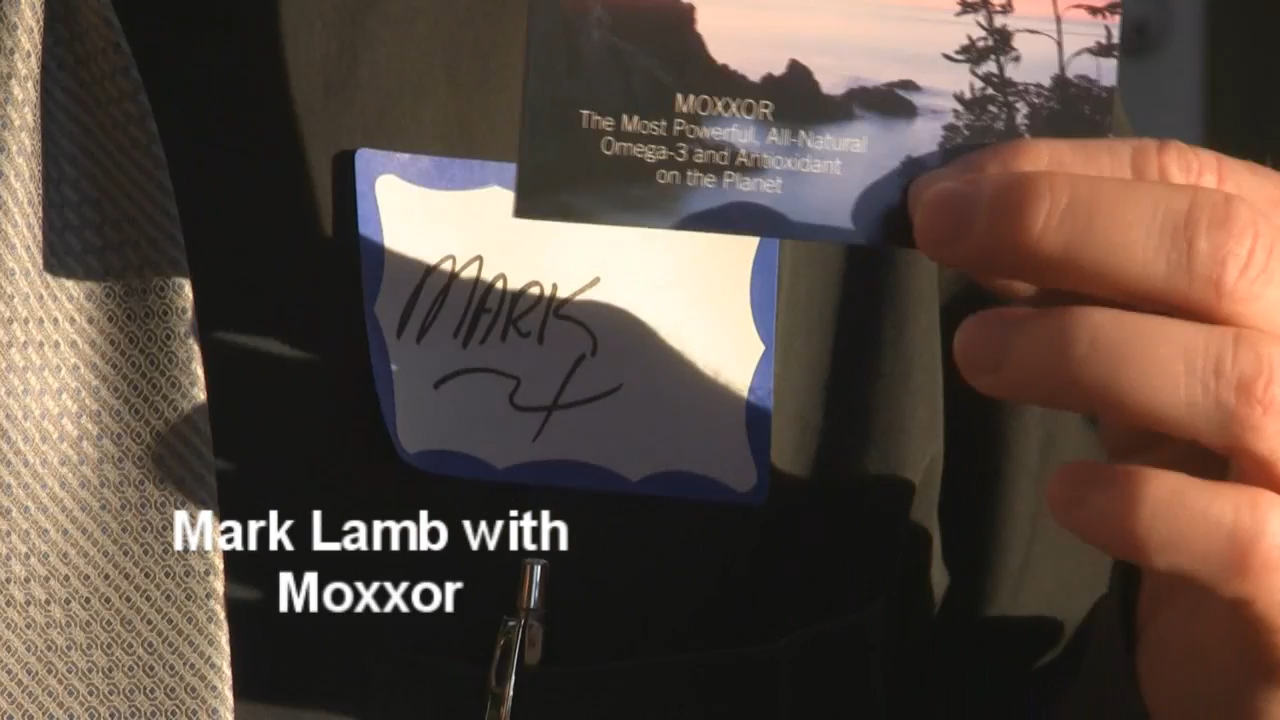 MOXXOR
The Most Powerful, All-Natural
Omega-3 and Antioxidant
on the Planet
MARK
Mark Lamb with
Moxxor